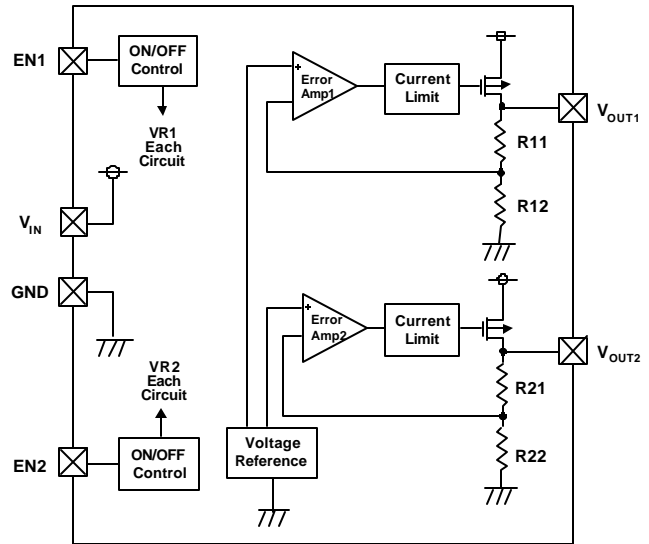 EN1
ON/OFF
Control
VR1
Each
Circuit
VIN
GND
VR2
Each
Circuit
EN2
ON/OFF
Control
+
Error
Amp1
Current
Limit
R11
R12
VOUT1
+
Error
Amp2
Current
Limit
R21
R22
VOUT2
Voltage
Reference